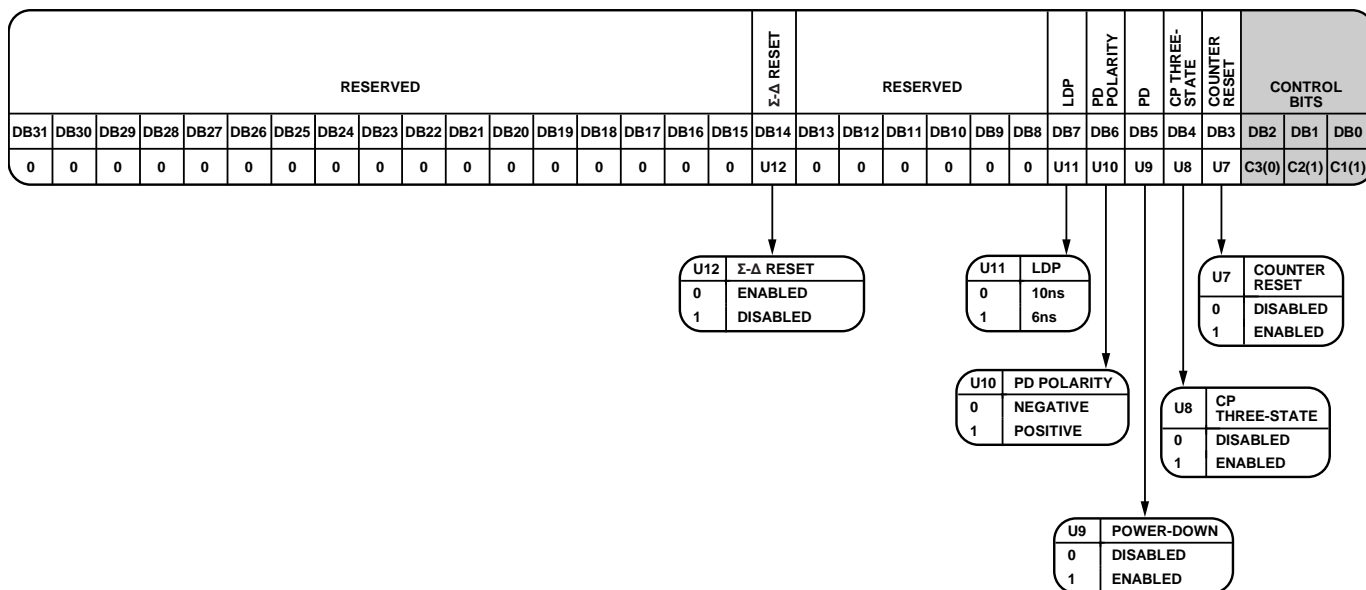 RESERVED
Σ-Δ RESET
RESERVED
LDP
PD
POLARITY
PD
CP THREE-
STATE
COUNTER
RESET
CONTROL
BITS
DB31 DB30 DB29 DB28 DB27 DB26 DB25 DB24 DB23 DB22 DB21 DB20 DB19 DB18 DB17 DB16 DB15 DB14 DB13 DB12 DB11 DB10 DB9 DB8 DB7 DB6 DB5 DB4 DB3 DB2 DB1 DB0
0 0 0 0 0 0 0 0 0 0 0 0 0 0 0 0 0 U12 0 0 0 0 0 0 U11 U10 U9 U8 U7 C3(0) C2(1) C1(1)
U12 Σ-Δ RESET
0 ENABLED
1 DISABLED
U11 LDP
0 10ns
1 6ns
U7 COUNTER
RESET
0 DISABLED
1 ENABLED
U10 PD POLARITY
0 NEGATIVE
1 POSITIVE
U8 CP
THREE-STATE
0 DISABLED
1 ENABLED
U9 POWER-DOWN
0 DISABLED
1 ENABLED